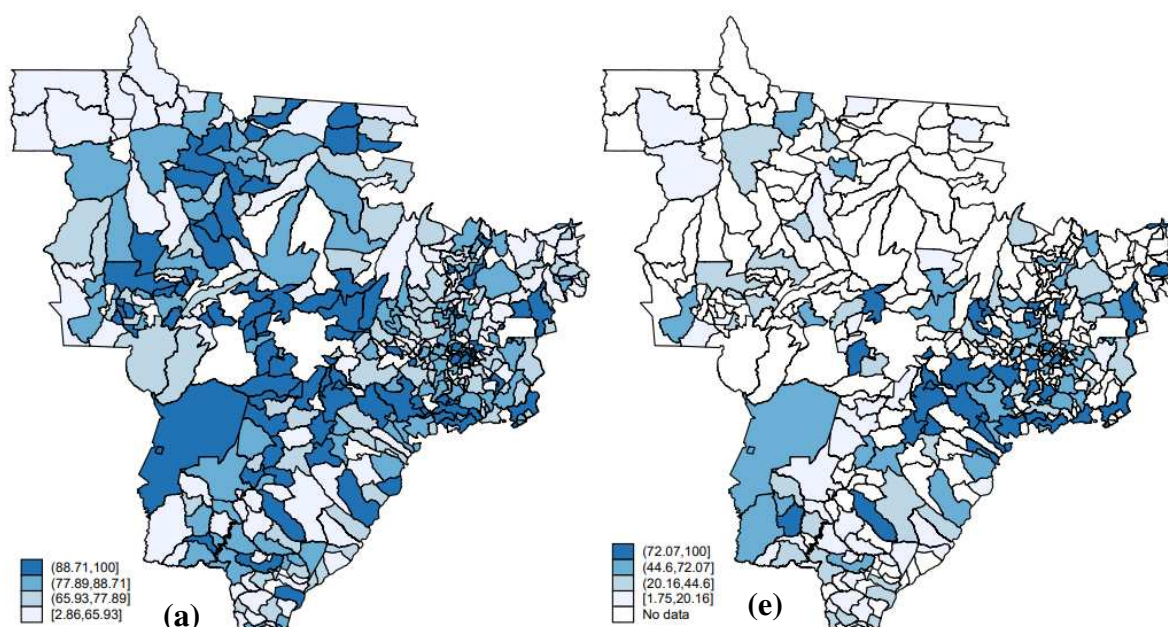 (88.71,100]
(77.89,88.71]
(65.93,77.89]
[2.86,65.93]
(a)
(72.07,100]
(44.6,72.07]
(20.16,44.6]
[1.75,20.16]
No data
(e)